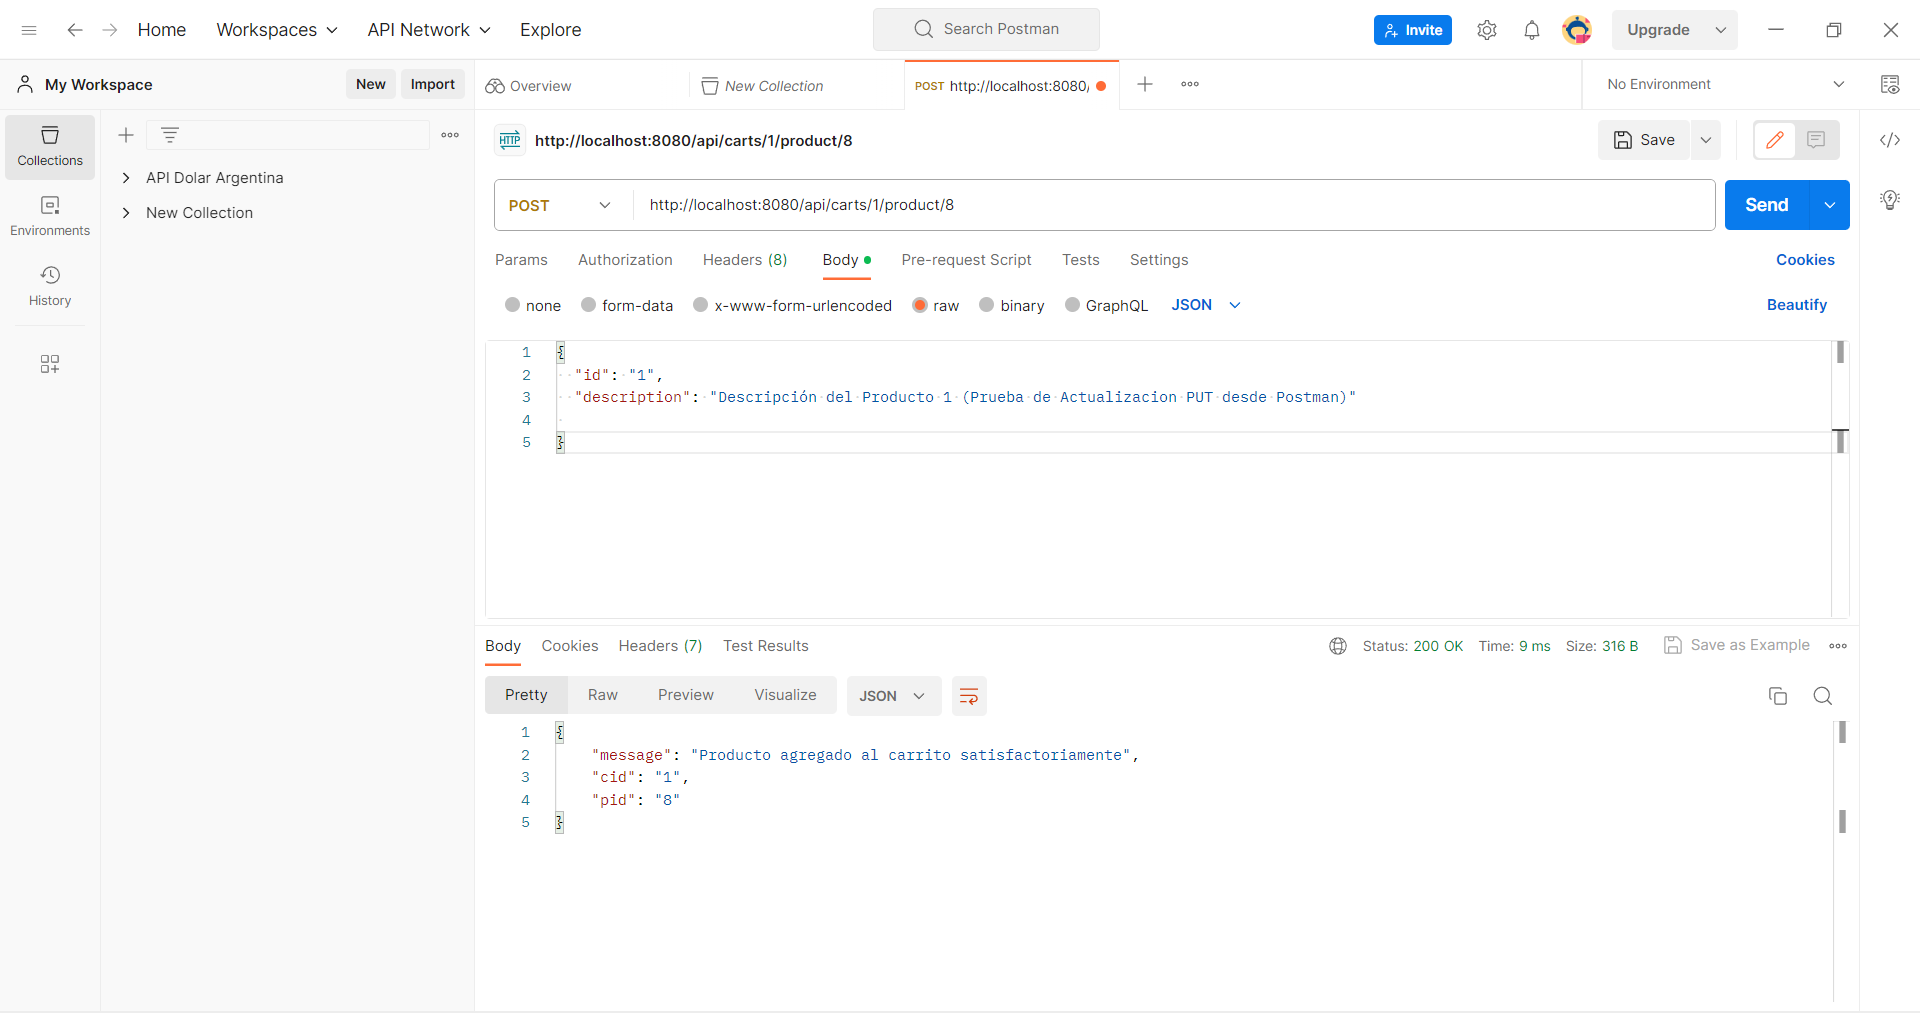 Home Workspaces API Network Explore Search Postman Invite Upgrade
My Workspace New Import Overview New Collection POST http://localhost:8080/ No Environment
Collections
Environments
History
API Dolar Argentina
New Collection
HTTP http://localhost:8080/api/carts/1/product/8 Save
POST http://localhost:8080/api/carts/1/product/8 Send
Params Authorization Headers (8) Body Pre-request Script Tests Settings Cookies
none form-data x-www-form-urlencoded raw binary GraphQL JSON Beautify
1 {
2 "id": "1",
3 "description": "Descripción del Producto 1 (Prueba de Actualizacion PUT desde Postman)"
4
5 }
Body Cookies Headers (7) Test Results Status: 200 OK Time: 9 ms Size: 316 B Save as Example
Pretty Raw Preview Visualize JSON
1 {
2 "message": "Producto agregado al carrito satisfactoriamente",
3 "cid": "1",
4 "pid": "8"
5 }